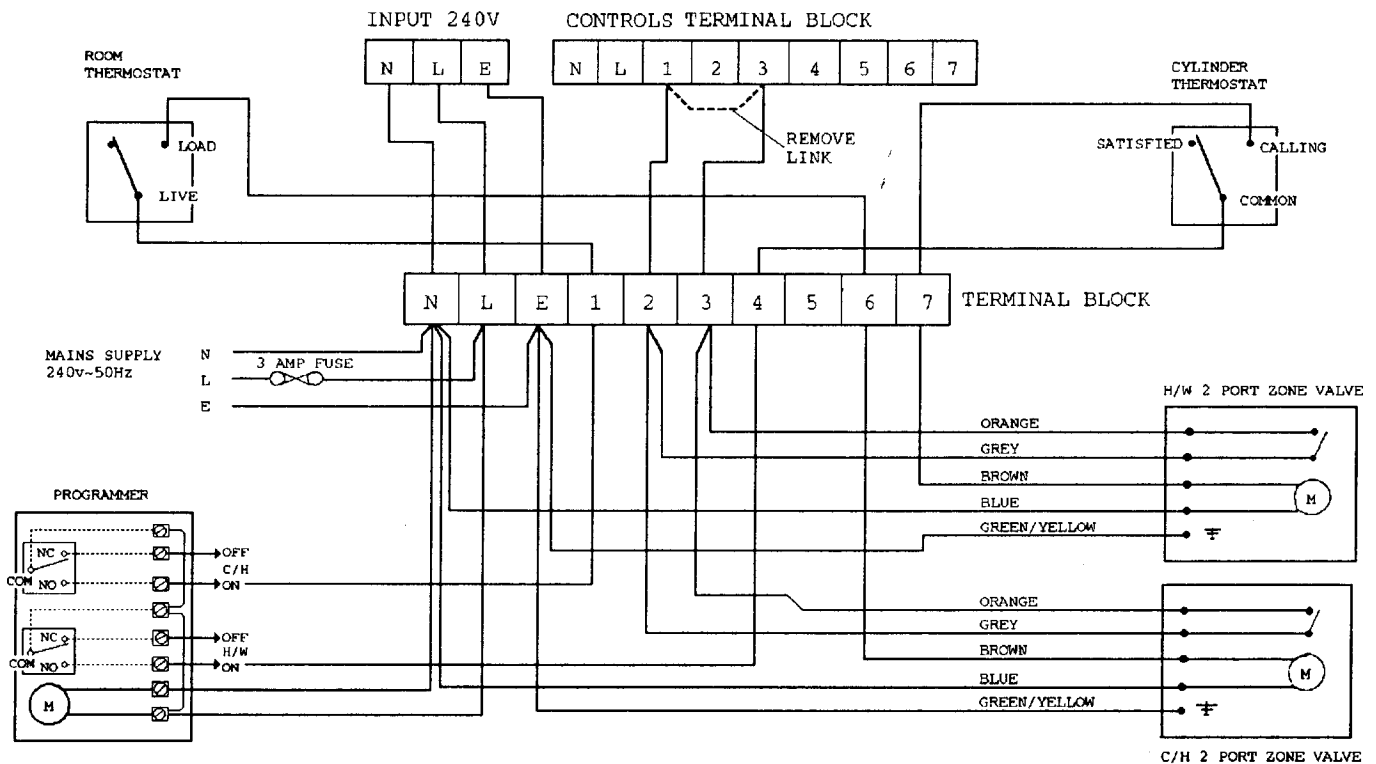 INPUT 240V
CONTROLS TERMINAL BLOCK
N L E
N L 1 2 3 4 5 6 7
ROOM
THERMOSTAT
LOAD
LIVE
REMOVE
LINK
CYLINDER
THERMOSTAT
SATISFIED
CALLING
COMMON
N L E 1 2 3 4 5 6 7
TERMINAL BLOCK
MAINS SUPPLY
240v~50Hz
N
3 AMP FUSE
L
E
H/W 2 PORT ZONE VALVE
ORANGE
GREY
BROWN
M
BLUE
GREEN/YELLOW
PROGRAMMER
NC
OFF
C/H
COM
NO
ON
NC
OFF
H/W
COM
NO
ON
M
ORANGE
GREY
BROWN
M
BLUE
GREEN/YELLOW
C/H 2 PORT ZONE VALVE